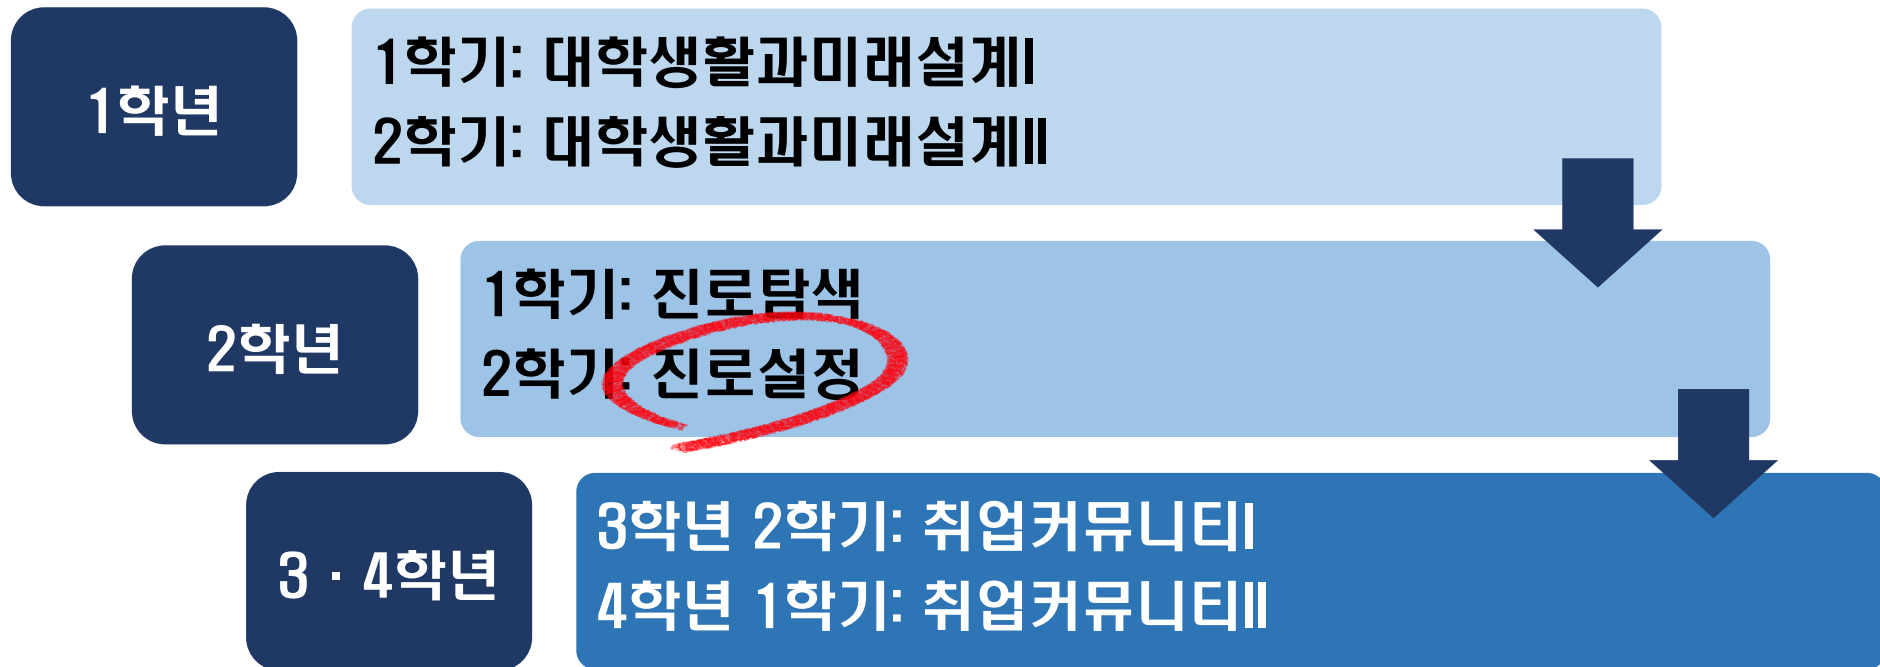 1학년
1학기: 대학생활과미래설계I
2학기: 대학생활과미래설계II
2학년
1학기: 진로탐색
2학기: 진로설정
3 · 4학년
3학년 2학기: 취업커뮤니티I
4학년 1학기: 취업커뮤니티II